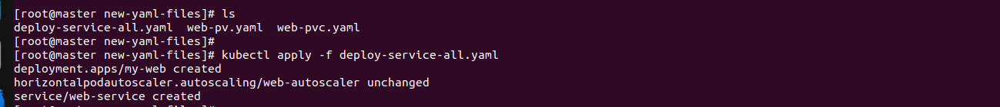 [root@master new-yaml-files]# ls
deploy-service-all.yaml  web-pv.yaml  web-pvc.yaml
[root@master new-yaml-files]#
[root@master new-yaml-files]# kubectl apply -f deploy-service-all.yaml
deployment.apps/my-web created
horizontalpodautoscaler.autoscaling/web-autoscaler unchanged
service/web-service created